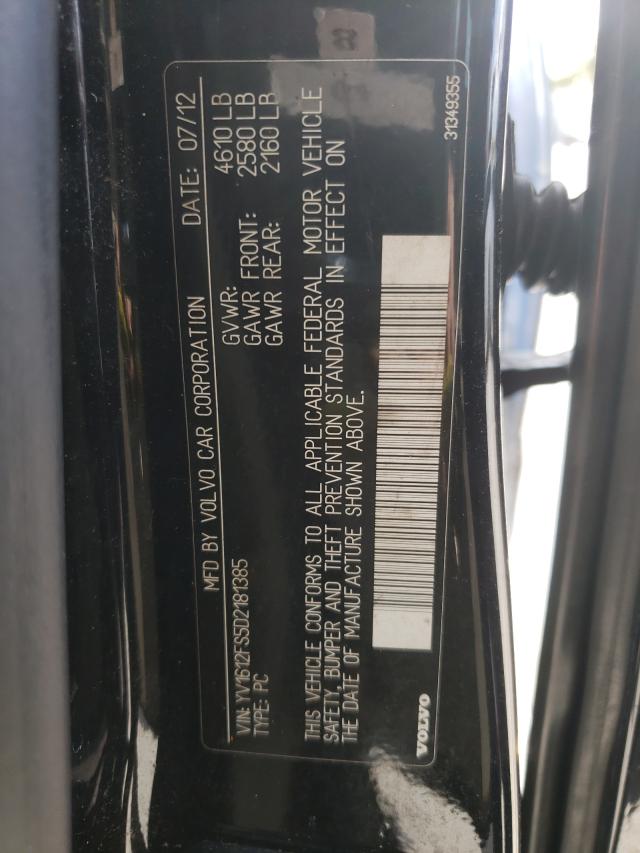 MFD BY VOLVO CAR CORPORATION DATE: 07/12
GVWR: 4610 LB
GAWR FRONT: 2580 LB
GAWR REAR: 2160 LB
VIN: YV1612FS5D2181385
TYPE: PC
THIS VEHICLE CONFORMS TO ALL APPLICABLE FEDERAL MOTOR VEHICLE
SAFETY, BUMPER AND THEFT PREVENTION STANDARDS IN EFFECT ON
THE DATE OF MANUFACTURE SHOWN ABOVE.
VOLVO 31349355